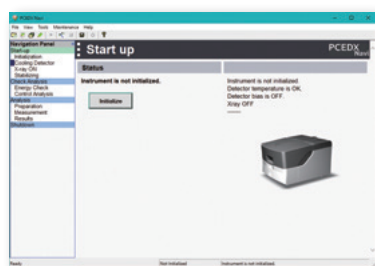 PCEDX Navi
File View Tools Maintenance Help
Navigation Panel
Start-up
Initialization
Cooling Detector
X-ray ON
Stabilizing
Check Analysis
Energy Check
Control Analysis
Analysis
Preparation
Measurement
Results
Shutdown
Start up
PCEDX
Navi
Status
Instrument is not initialized.
Initialize
Instrument is not initialized.
Detector temperature is OK.
Detector bias is OFF.
Xray OFF
------
Ready
Not Initialized
Instrument is not initialized.